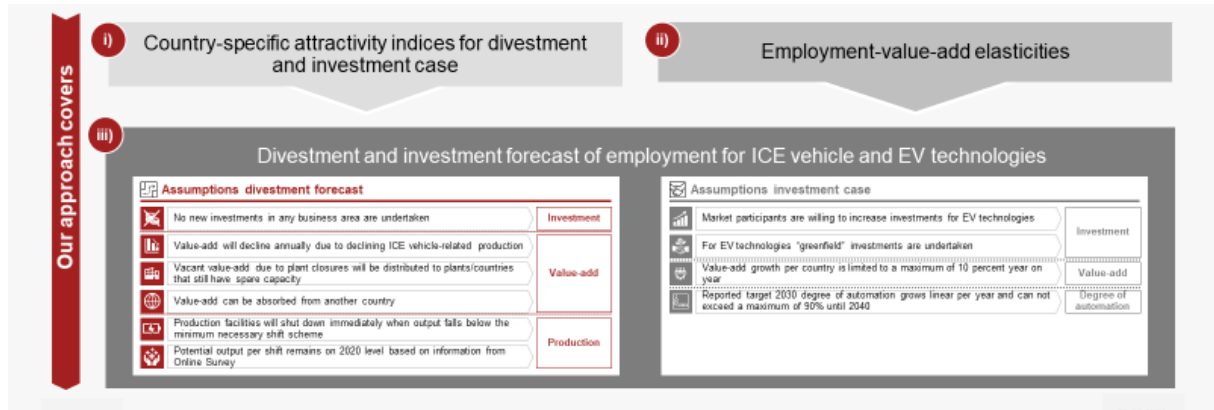 Our approach covers
i)
Country-specific attractivity indices for divestment
and investment case
ii)
Employment-value-add elasticities
iii)
Divestment and investment forecast of employment for ICE vehicle and EV technologies
Assumptions divestment forecast
No new investments in any business area are undertaken
Investment
Value-add will decline annually due to declining ICE vehicle-related production
Vacant value-add due to plant closures will be distributed to plants/countries
that still have spare capacity
Value-add can be absorbed from another country
Value-add
Production facilities will shut down immediately when output falls below the
minimum necessary shift scheme
Potential output per shift remains on 2020 level based on information from
Online Survey
Production
Assumptions investment case
Market participants are willing to increase investments for EV technologies
For EV technologies "greenfield" investments are undertaken
Investment
Value-add growth per country is limited to a maximum of 10 percent year on
year
Value-add
Reported target 2030 degree of automation grows linear per year and can not
exceed a maximum of 90% until 2040
Degree of
automation